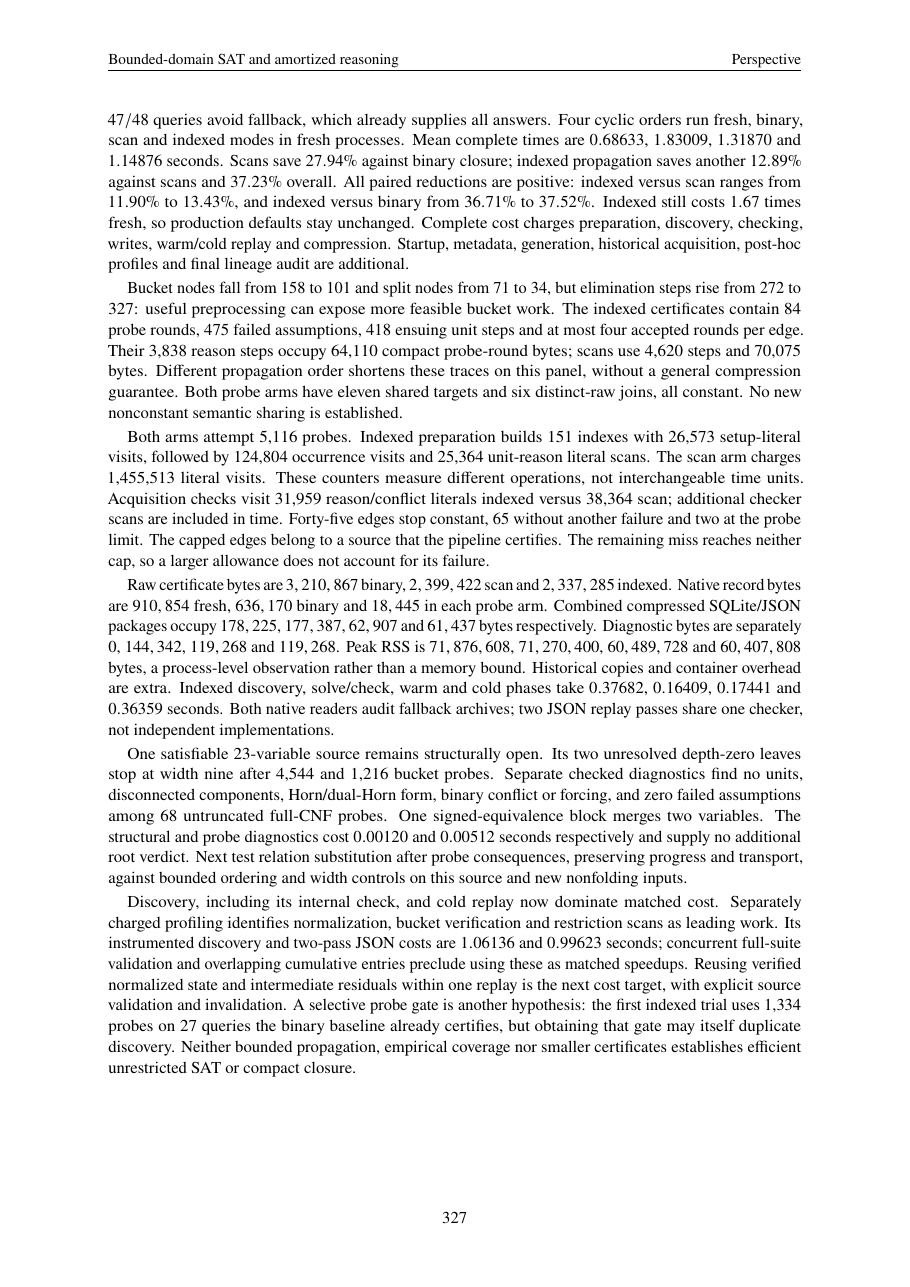 Bounded-domain SAT and amortized reasoning Perspective
47/48 queries avoid fallback, which already supplies all answers. Four cyclic orders run fresh, binary,
scan and indexed modes in fresh processes. Mean complete times are 0.68633, 1.83009, 1.31870 and
1.14876 seconds. Scans save 27.94% against binary closure; indexed propagation saves another 12.89%
against scans and 37.23% overall. All paired reductions are positive: indexed versus scan ranges from
11.90% to 13.43%, and indexed versus binary from 36.71% to 37.52%. Indexed still costs 1.67 times
fresh, so production defaults stay unchanged. Complete cost charges preparation, discovery, checking,
writes, warm/cold replay and compression. Startup, metadata, generation, historical acquisition, post-hoc
profiles and final lineage audit are additional.
Bucket nodes fall from 158 to 101 and split nodes from 71 to 34, but elimination steps rise from 272 to
327: useful preprocessing can expose more feasible bucket work. The indexed certificates contain 84
probe rounds, 475 failed assumptions, 418 ensuing unit steps and at most four accepted rounds per edge.
Their 3,838 reason steps occupy 64,110 compact probe-round bytes; scans use 4,620 steps and 70,075
bytes. Different propagation order shortens these traces on this panel, without a general compression
guarantee. Both probe arms have eleven shared targets and six distinct-raw joins, all constant. No new
nonconstant semantic sharing is established.
Both arms attempt 5,116 probes. Indexed preparation builds 151 indexes with 26,573 setup-literal
visits, followed by 124,804 occurrence visits and 25,364 unit-reason literal scans. The scan arm charges
1,455,513 literal visits. These counters measure different operations, not interchangeable time units.
Acquisition checks visit 31,959 reason/conflict literals indexed versus 38,364 scan; additional checker
scans are included in time. Forty-five edges stop constant, 65 without another failure and two at the probe
limit. The capped edges belong to a source that the pipeline certifies. The remaining miss reaches neither
cap, so a larger allowance does not account for its failure.
Raw certificate bytes are 3, 210, 867 binary, 2, 399, 422 scan and 2, 337, 285 indexed. Native record bytes
are 910, 854 fresh, 636, 170 binary and 18, 445 in each probe arm. Combined compressed SQLite/JSON
packages occupy 178, 225, 177, 387, 62, 907 and 61, 437 bytes respectively. Diagnostic bytes are separately
0, 144, 342, 119, 268 and 119, 268. Peak RSS is 71, 876, 608, 71, 270, 400, 60, 489, 728 and 60, 407, 808
bytes, a process-level observation rather than a memory bound. Historical copies and container overhead
are extra. Indexed discovery, solve/check, warm and cold phases take 0.37682, 0.16409, 0.17441 and
0.36359 seconds. Both native readers audit fallback archives; two JSON replay passes share one checker,
not independent implementations.
One satisfiable 23-variable source remains structurally open. Its two unresolved depth-zero leaves
stop at width nine after 4,544 and 1,216 bucket probes. Separate checked diagnostics find no units,
disconnected components, Horn/dual-Horn form, binary conflict or forcing, and zero failed assumptions
among 68 untruncated full-CNF probes. One signed-equivalence block merges two variables. The
structural and probe diagnostics cost 0.00120 and 0.00512 seconds respectively and supply no additional
root verdict. Next test relation substitution after probe consequences, preserving progress and transport,
against bounded ordering and width controls on this source and new nonfolding inputs.
Discovery, including its internal check, and cold replay now dominate matched cost. Separately
charged profiling identifies normalization, bucket verification and restriction scans as leading work. Its
instrumented discovery and two-pass JSON costs are 1.06136 and 0.99623 seconds; concurrent full-suite
validation and overlapping cumulative entries preclude using these as matched speedups. Reusing verified
normalized state and intermediate residuals within one replay is the next cost target, with explicit source
validation and invalidation. A selective probe gate is another hypothesis: the first indexed trial uses 1,334
probes on 27 queries the binary baseline already certifies, but obtaining that gate may itself duplicate
discovery. Neither bounded propagation, empirical coverage nor smaller certificates establishes efficient
unrestricted SAT or compact closure.
327